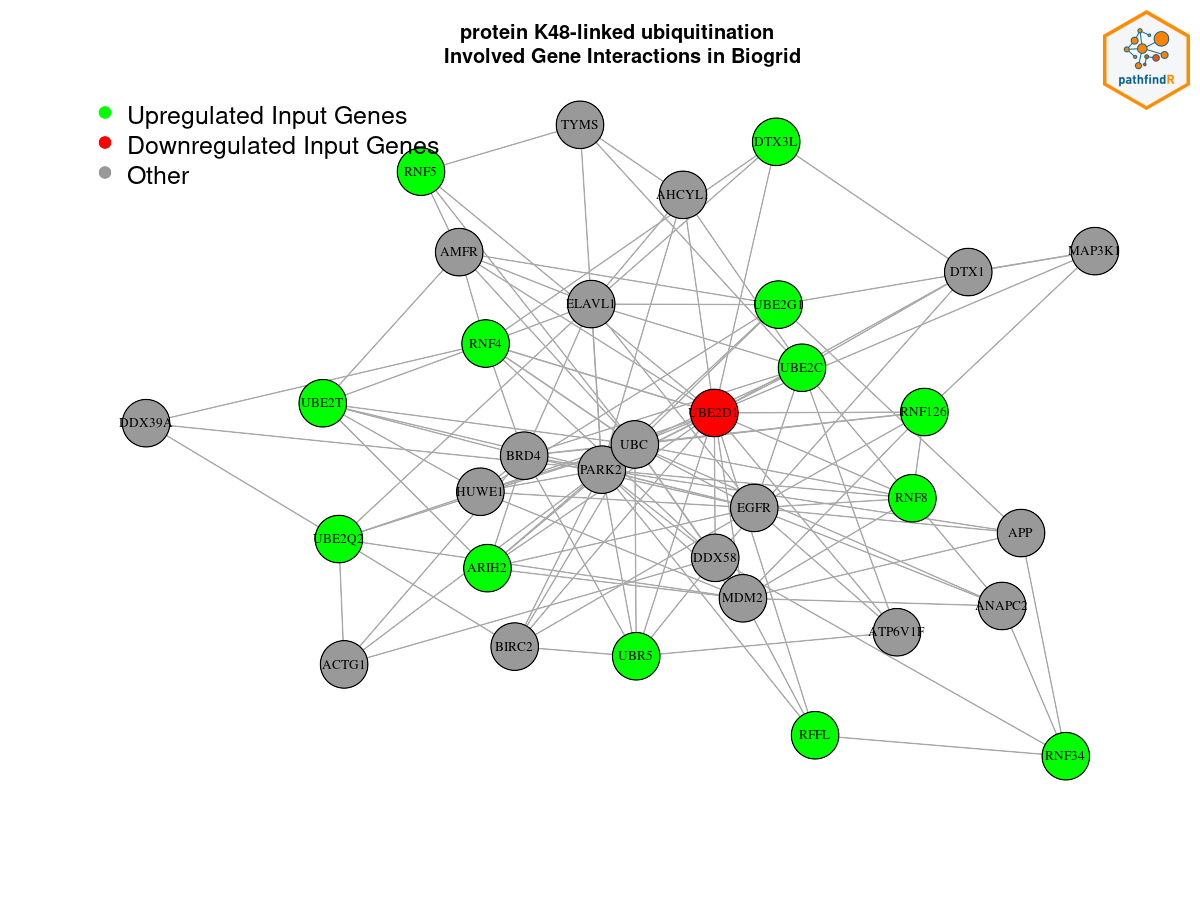 protein K48-linked ubiquitination
Involved Gene Interactions in Biogrid
pathfindR
Upregulated Input Genes
Downregulated Input Genes
Other
TYMS
DTX3L
RNF5
AHCYL
AMFR
MAP3K1
DTX1
ELAVL1
UBE2G1
RNF4
UBE2C
UBE2T
DDX39A
UBE2D1
RNF126
UBC
BRD4
PARK2
HUWE1
RNF8
EGFR
APP
UBE2Q2
DDX58
ARIH2
MDM2
ANAPC2
ATP6V1F
BIRC2
UBR5
ACTG1
RFFL
RNF34